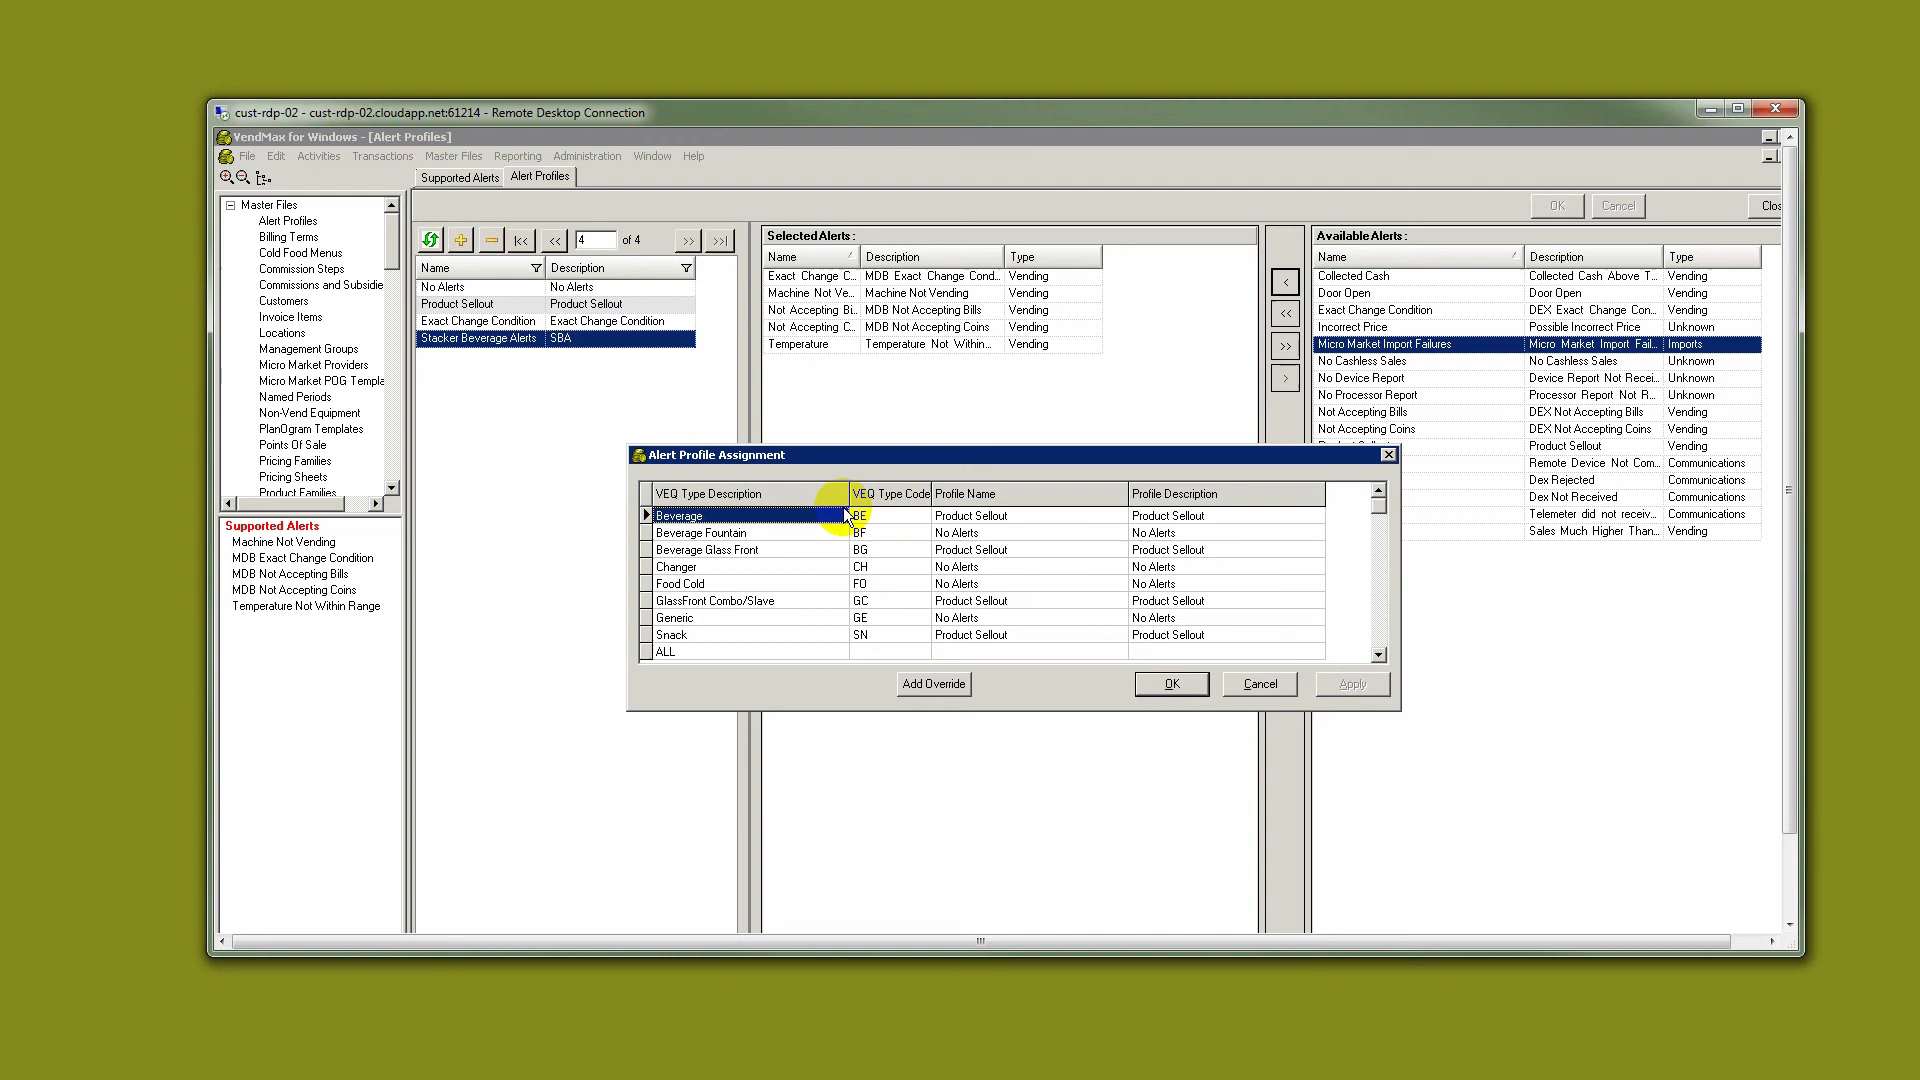 cust-rdp-02 - cust-rdp-02.cloudapp.net:61214 - Remote Desktop Connection
VendMax for Windows - [Alert Profiles]
File Edit Activities Transactions Master Files Reporting Administration Window Help
Supported Alerts Alert Profiles
OK Cancel Clos
Master Files
Alert Profiles
Billing Terms
Cold Food Menus
Commission Steps
Commissions and Subsidie
Customers
Invoice Items
Locations
Management Groups
Micro Market Providers
Micro Market POG Templa
Named Periods
Non-Vend Equipment
PlanOgram Templates
Points Of Sale
Pricing Families
Pricing Sheets
Product Families
Supported Alerts
Machine Not Vending
MDB Exact Change Condition
MDB Not Accepting Bills
MDB Not Accepting Coins
Temperature Not Within Range
|<< << 4 of 4 >> >>|
Name Description
No Alerts No Alerts
Product Sellout Product Sellout
Exact Change Condition Exact Change Condition
Stacker Beverage Alerts SBA
Selected Alerts :
Name Description Type
Exact Change C... MDB Exact Change Cond... Vending
Machine Not Ve... Machine Not Vending Vending
Not Accepting Bi... MDB Not Accepting Bills Vending
Not Accepting C... MDB Not Accepting Coins Vending
Temperature Temperature Not Within... Vending
<
<<
>>
>
Available Alerts :
Name Description Type
Collected Cash Collected Cash Above T... Vending
Door Open Door Open Vending
Exact Change Condition DEX Exact Change Con... Vending
Incorrect Price Possible Incorrect Price Unknown
Micro Market Import Failures Micro Market Import Fail... Imports
No Cashless Sales No Cashless Sales Unknown
No Device Report Device Report Not Recei... Unknown
No Processor Report Processor Report Not R... Unknown
Not Accepting Bills DEX Not Accepting Bills Vending
Not Accepting Coins DEX Not Accepting Coins Vending
Product Sellout Vending
Remote Device Not Com... Communications
Dex Rejected Communications
Dex Not Received Communications
Telemeter did not receiv... Communications
Sales Much Higher Than... Vending
Alert Profile Assignment
VEQ Type Description VEQ Type Code Profile Name Profile Description
Beverage BE Product Sellout Product Sellout
Beverage Fountain BF No Alerts No Alerts
Beverage Glass Front BG Product Sellout Product Sellout
Changer CH No Alerts No Alerts
Food Cold FO No Alerts No Alerts
GlassFront Combo/Slave GC Product Sellout Product Sellout
Generic GE No Alerts No Alerts
Snack SN Product Sellout Product Sellout
ALL
Add Override OK Cancel Apply